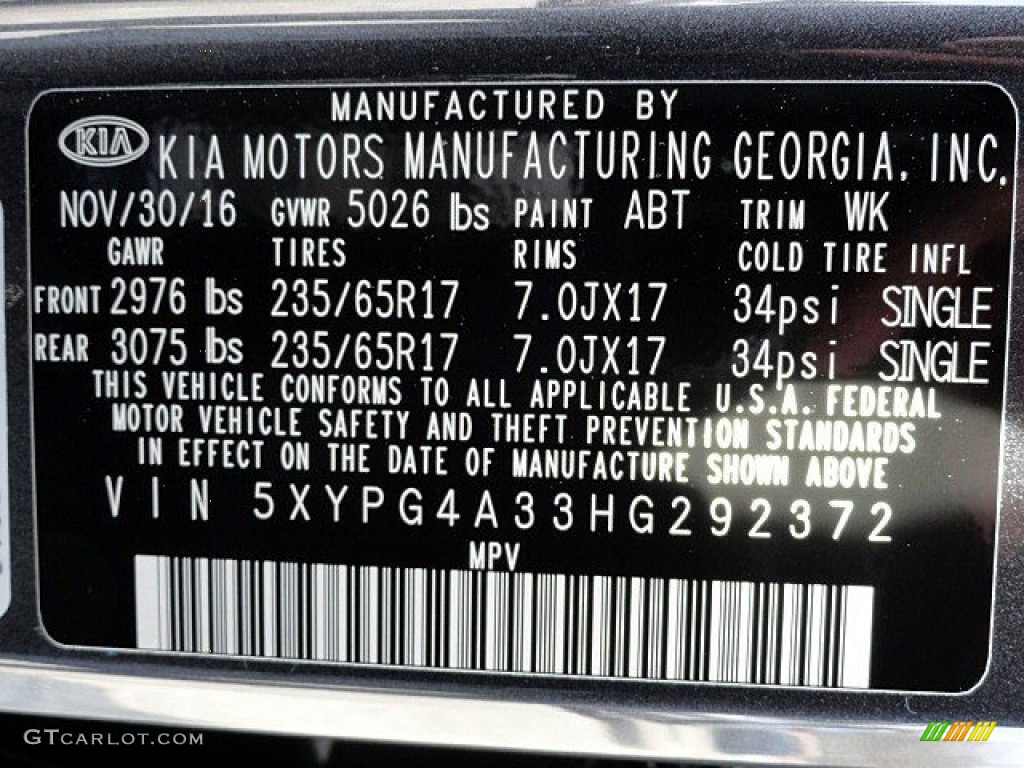 MANUFACTURED BY
KIA KIA MOTORS MANUFACTURING GEORGIA, INC.
NOV/30/16 GVWR 5026 lbs PAINT ABT TRIM WK
GAWR TIRES RIMS COLD TIRE INFL
FRONT 2976 lbs 235/65R17 7.0JX17 34psi SINGLE
REAR 3075 lbs 235/65R17 7.0JX17 34psi SINGLE
THIS VEHICLE CONFORMS TO ALL APPLICABLE U.S.A. FEDERAL
MOTOR VEHICLE SAFETY AND THEFT PREVENTION STANDARDS
IN EFFECT ON THE DATE OF MANUFACTURE SHOWN ABOVE
VIN 5XYPG4A33HG292372
MPV
GTCARLOT.COM